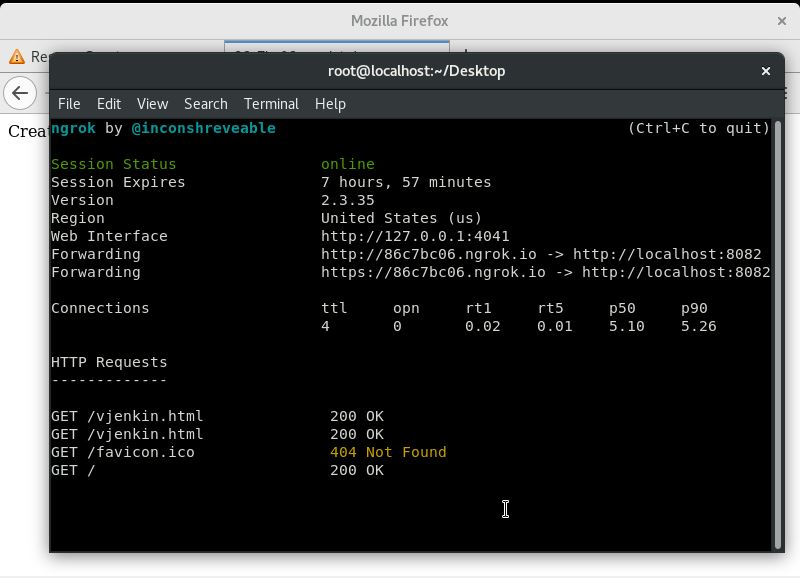 Mozilla Firefox
root@localhost:~/Desktop
File Edit View Search Terminal Help
Crea
ngrok by @inconshreveable (Ctrl+C to quit)
Session Status online
Session Expires 7 hours, 57 minutes
Version 2.3.35
Region United States (us)
Web Interface http://127.0.0.1:4041
Forwarding http://86c7bc06.ngrok.io -> http://localhost:8082
Forwarding https://86c7bc06.ngrok.io -> http://localhost:8082
Connections ttl opn rt1 rt5 p50 p90
4 0 0.02 0.01 5.10 5.26
HTTP Requests
-------------
GET /vjenkin.html 200 OK
GET /vjenkin.html 200 OK
GET /favicon.ico 404 Not Found
GET / 200 OK